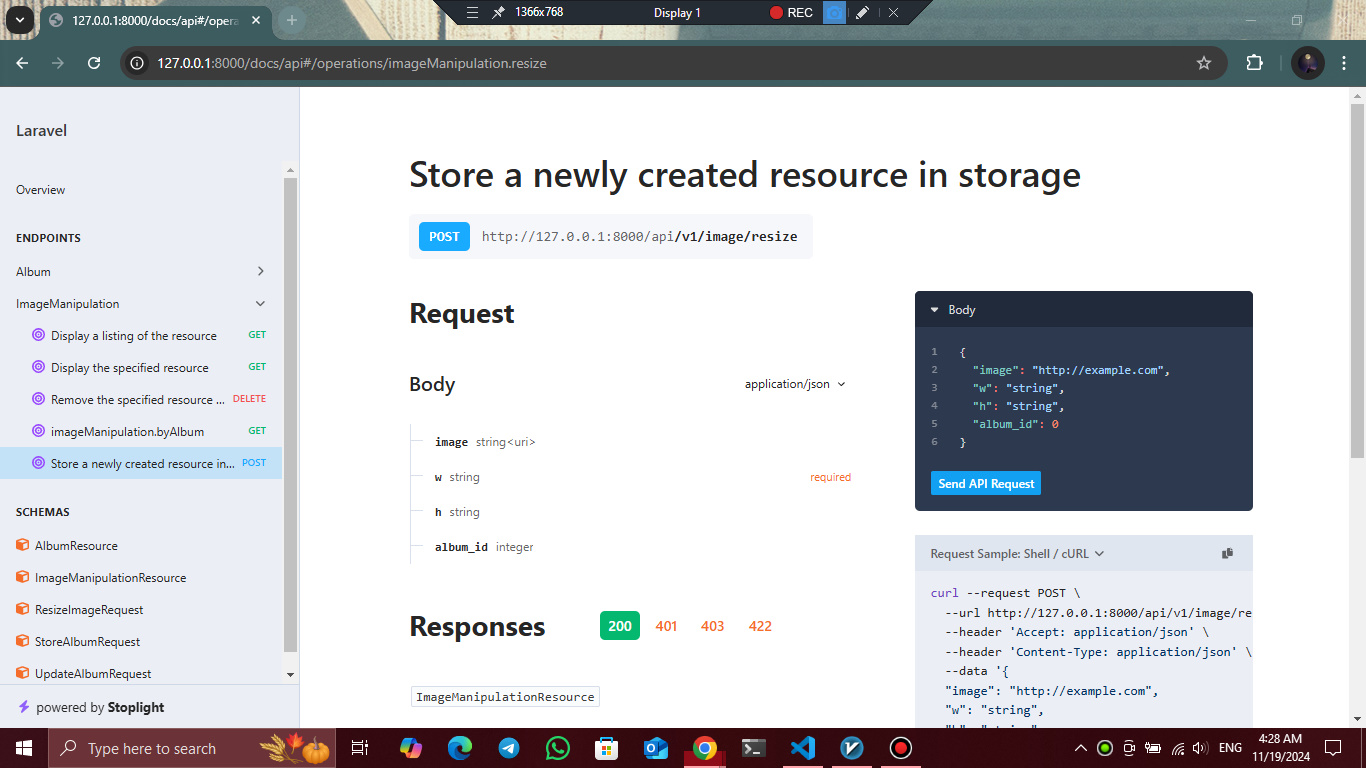 1366x768
Display 1
REC
127.0.0.1:8000/docs/api#/opera
127.0.0.1:8000/docs/api#/operations/imageManipulation.resize
Laravel
Overview
ENDPOINTS
Album
ImageManipulation
Display a listing of the resource GET
Display the specified resource GET
Remove the specified resource ... DELETE
imageManipulation.byAlbum GET
Store a newly created resource in... POST
SCHEMAS
AlbumResource
ImageManipulationResource
ResizeImageRequest
StoreAlbumRequest
UpdateAlbumRequest
powered by Stoplight
Store a newly created resource in storage
POST http://127.0.0.1:8000/api/v1/image/resize
Request
Body application/json
image string<uri>
w string required
h string
album_id integer
Responses 200 401 403 422
ImageManipulationResource
Body
1 {
2 "image": "http://example.com",
3 "w": "string",
4 "h": "string",
5 "album_id": 0
6 }
Send API Request
Request Sample: Shell / cURL
curl --request POST \
--url http://127.0.0.1:8000/api/v1/image/re
--header 'Accept: application/json' \
--header 'Content-Type: application/json' \
--data '{
"image": "http://example.com",
"w": "string",
Type here to search
ENG
4:28 AM
11/19/2024